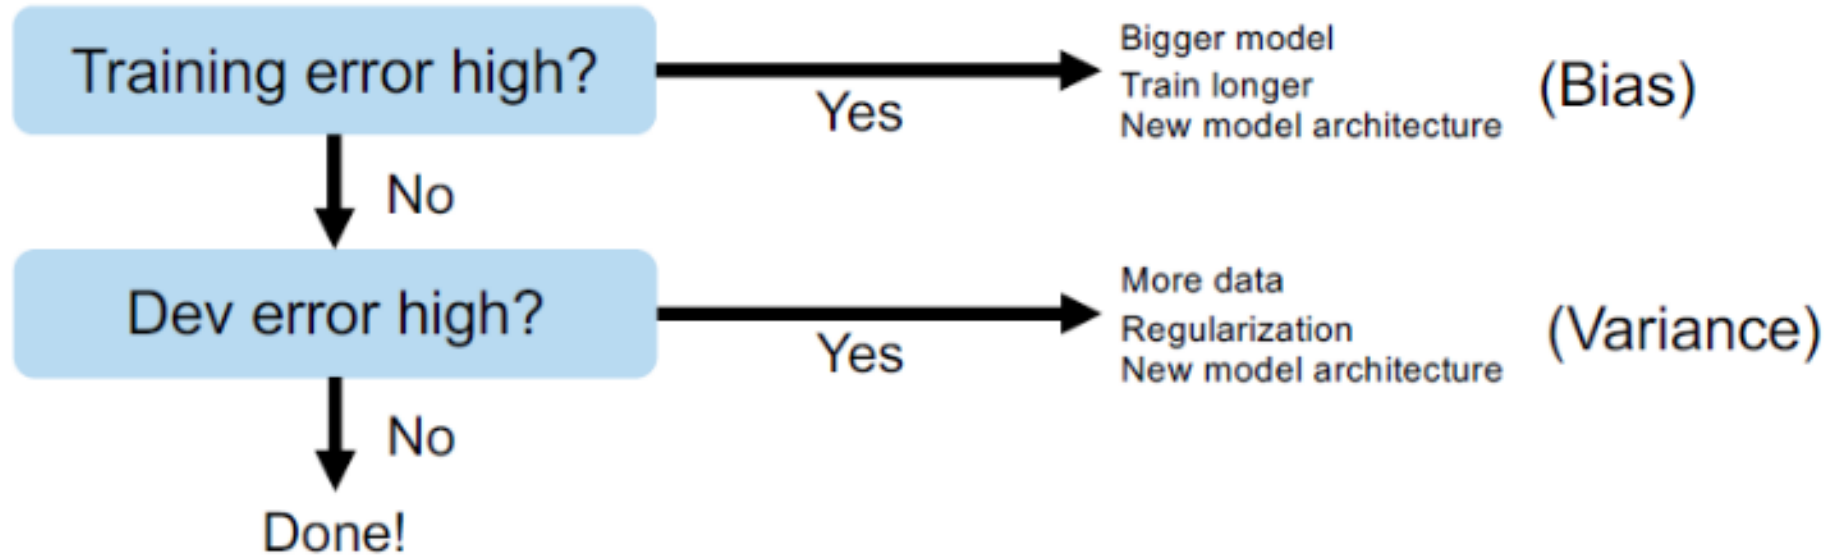 Training error high?
Yes
Bigger model
Train longer
New model architecture
(Bias)
No
Dev error high?
Yes
More data
Regularization
New model architecture
(Variance)
No
Done!